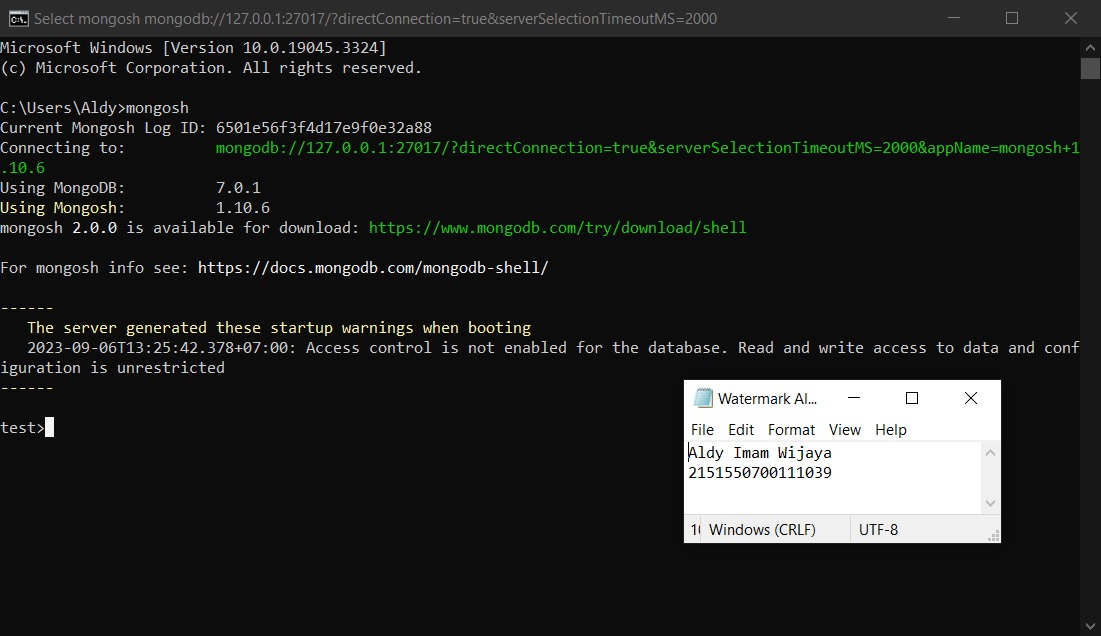 Select mongosh mongodb://127.0.0.1:27017/?directConnection=true&serverSelectionTimeoutMS=2000
Microsoft Windows [Version 10.0.19045.3324]
(c) Microsoft Corporation. All rights reserved.
C:\Users\Aldy>mongosh
Current Mongosh Log ID: 6501e56f3f4d17e9f0e32a88
Connecting to: mongodb://127.0.0.1:27017/?directConnection=true&serverSelectionTimeoutMS=2000&appName=mongosh+1
.10.6
Using MongoDB: 7.0.1
Using Mongosh: 1.10.6
mongosh 2.0.0 is available for download: https://www.mongodb.com/try/download/shell
For mongosh info see: https://docs.mongodb.com/mongodb-shell/
------
The server generated these startup warnings when booting
2023-09-06T13:25:42.378+07:00: Access control is not enabled for the database. Read and write access to data and conf
iguration is unrestricted
------
test>
Watermark Al...
File Edit Format View Help
Aldy Imam Wijaya
2151550700111039
Windows (CRLF) UTF-8